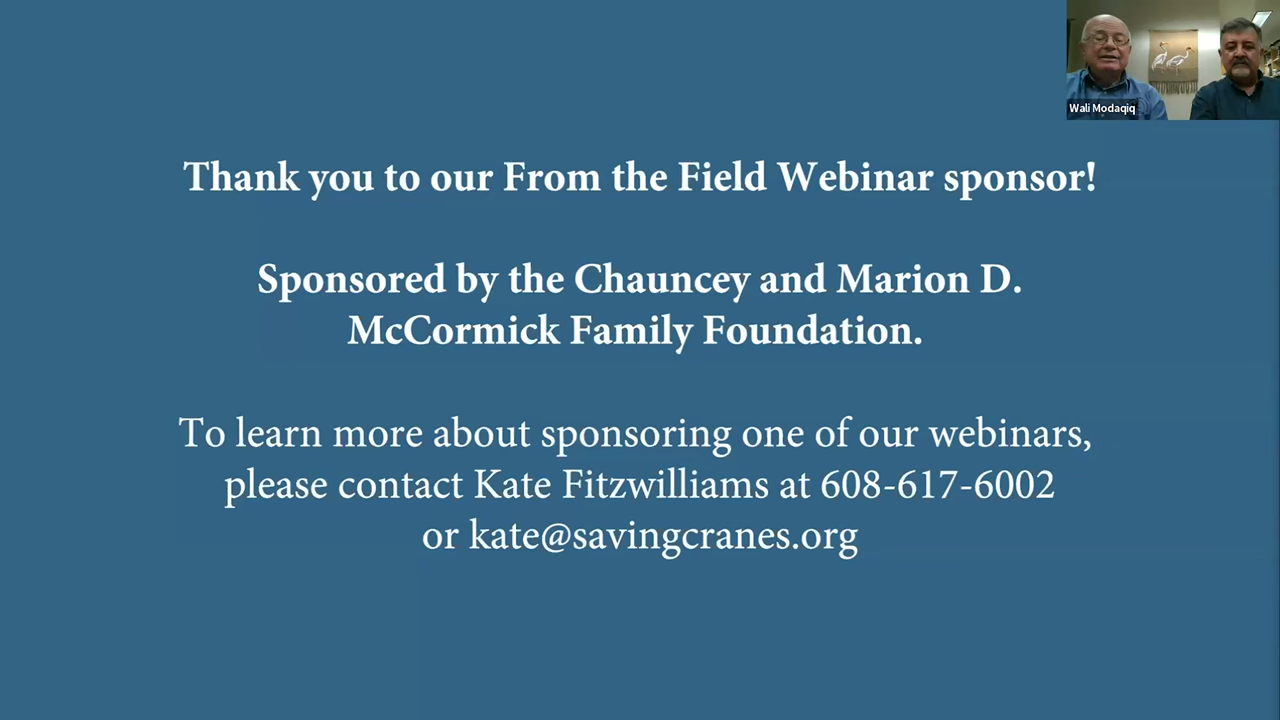 Wali Modaqiq
Thank you to our From the Field Webinar sponsor!
Sponsored by the Chauncey and Marion D.
McCormick Family Foundation.
To learn more about sponsoring one of our webinars,
please contact Kate Fitzwilliams at 608-617-6002
or kate@savingcranes.org